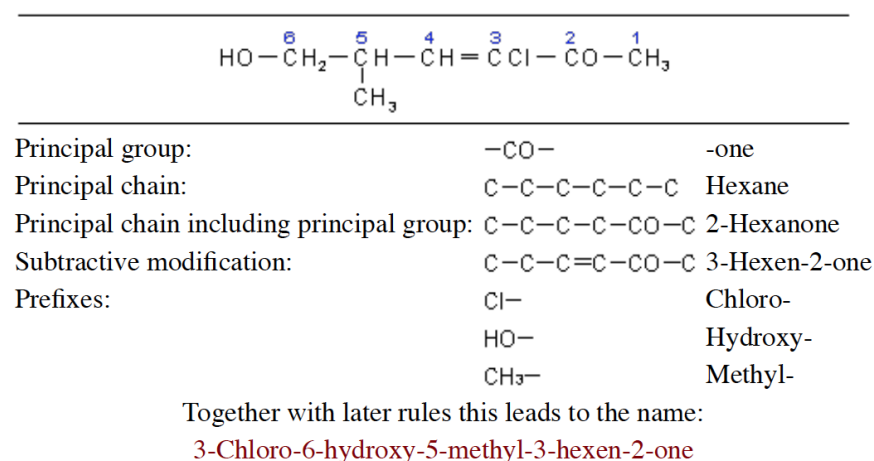 6 5 4 3 2 1
HO—CH₂—CH—CH=CCl—CO—CH₃
CH₃
Principal group: —CO— -one
Principal chain: C—C—C—C—C—C Hexane
Principal chain including principal group: C—C—C—C—CO—C 2-Hexanone
Subtractive modification: C—C—C=C—CO—C 3-Hexen-2-one
Prefixes: Cl— Chloro-
HO— Hydroxy-
CH₃— Methyl-
Together with later rules this leads to the name:
3-Chloro-6-hydroxy-5-methyl-3-hexen-2-one